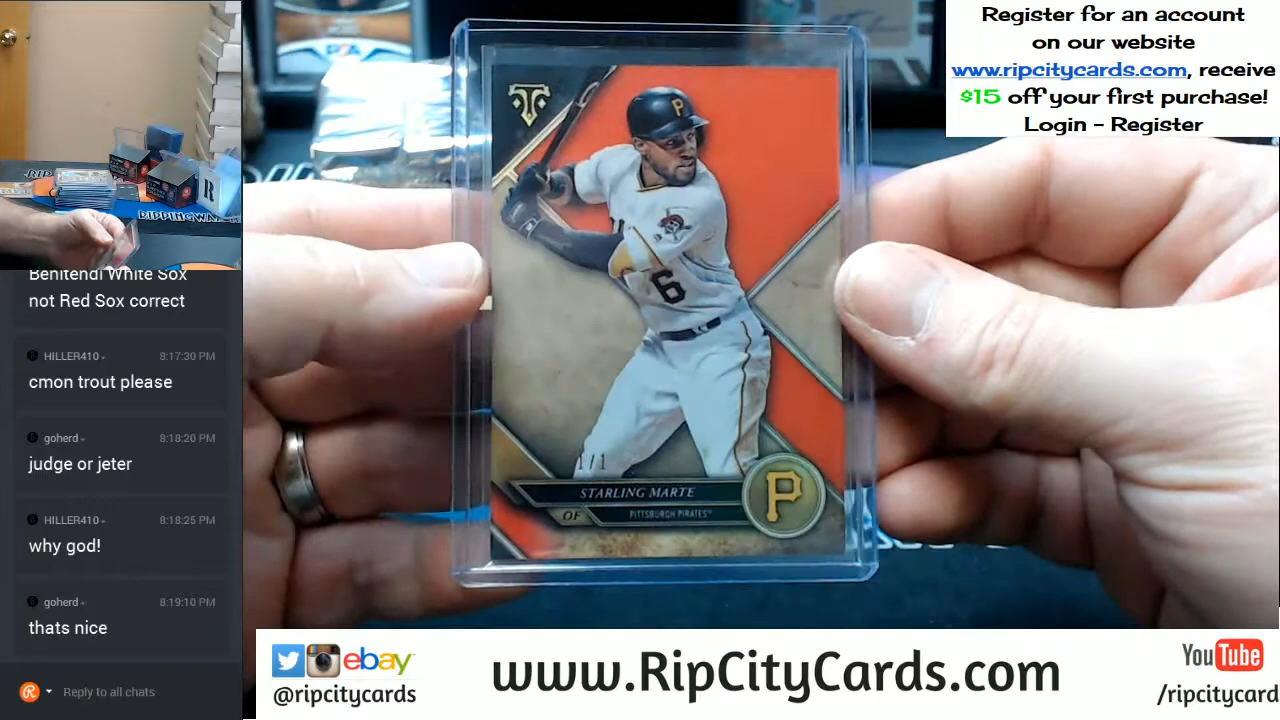 Register for an account
on our website
www.ripcitycards.com, receive
$15 off your first purchase!
Login - Register
Benitendi White Sox
not Red Sox correct
HILLER410
8:17:30 PM
cmon trout please
goherd
8:18:20 PM
judge or jeter
HILLER410
8:18:25 PM
why god!
goherd
8:19:10 PM
thats nice
Reply to all chats
PSA
T
P
6
1/1
STARLING MARTE
OF
PITTSBURGH PIRATES
P
RIPPINGWAX
R
ebay
@ripcitycards
www.RipCityCards.com
YouTube
/ripcitycard